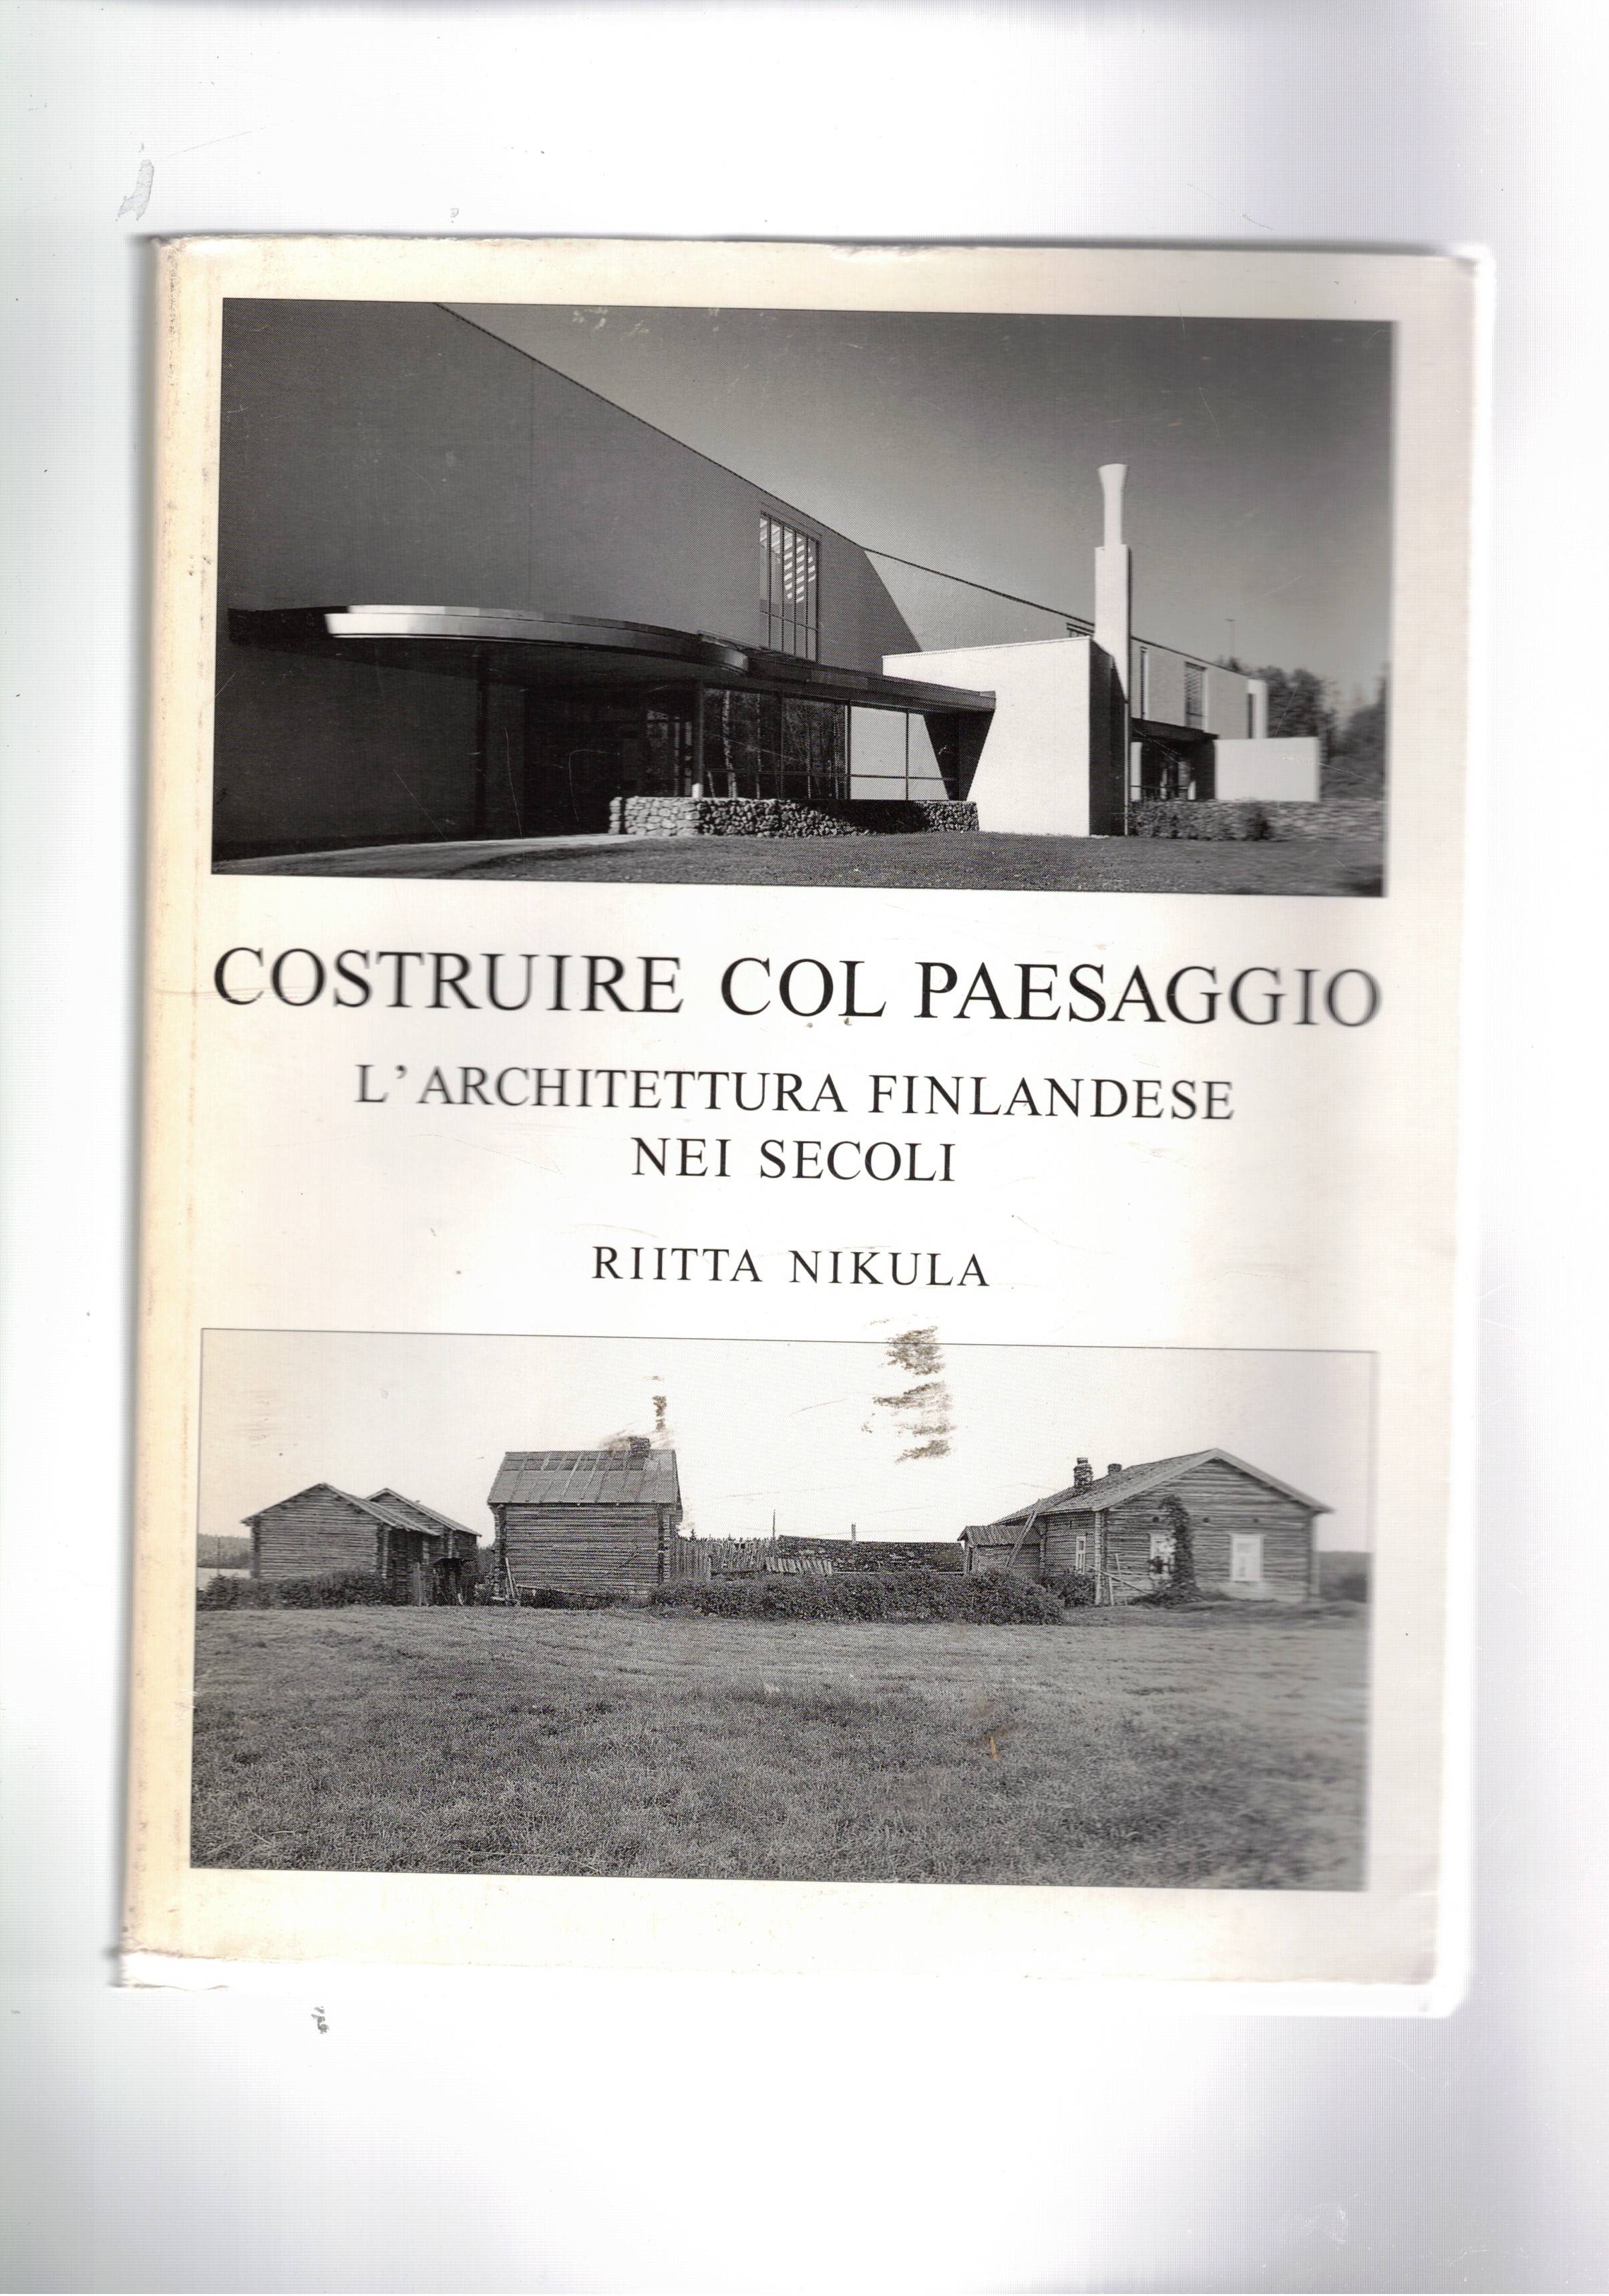 COSTRUIRE COL PAESAGGIO
L'ARCHITETTURA FINLANDESE
NEI SECOLI
RIITTA NIKULA